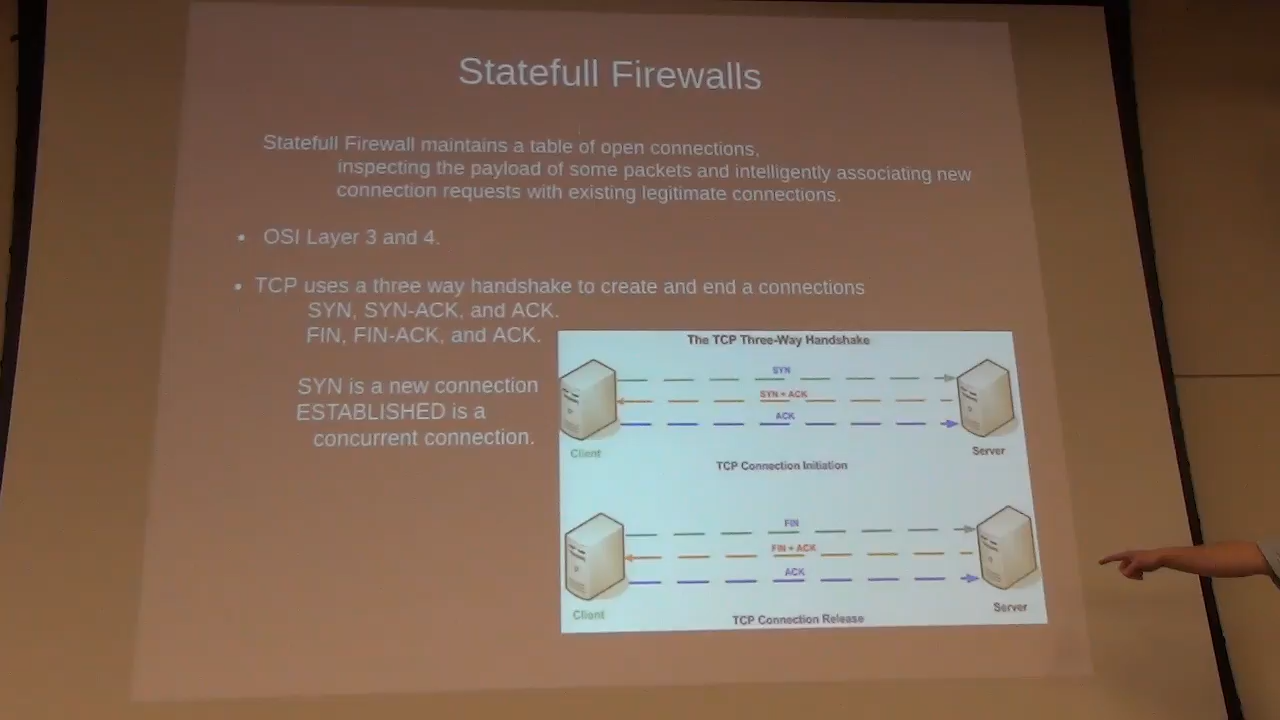 Statefull Firewalls
Statefull Firewall maintains a table of open connections,
inspecting the payload of some packets and intelligently associating new
connection requests with existing legitimate connections.
• OSI Layer 3 and 4.
• TCP uses a three way handshake to create and end a connections
SYN, SYN-ACK, and ACK.
FIN, FIN-ACK, and ACK.
SYN is a new connection
ESTABLISHED is a
concurrent connection.
The TCP Three-Way Handshake
SYN
SYN + ACK
ACK
Client
Server
TCP Connection Initiation
FIN
FIN + ACK
ACK
Client
Server
TCP Connection Release